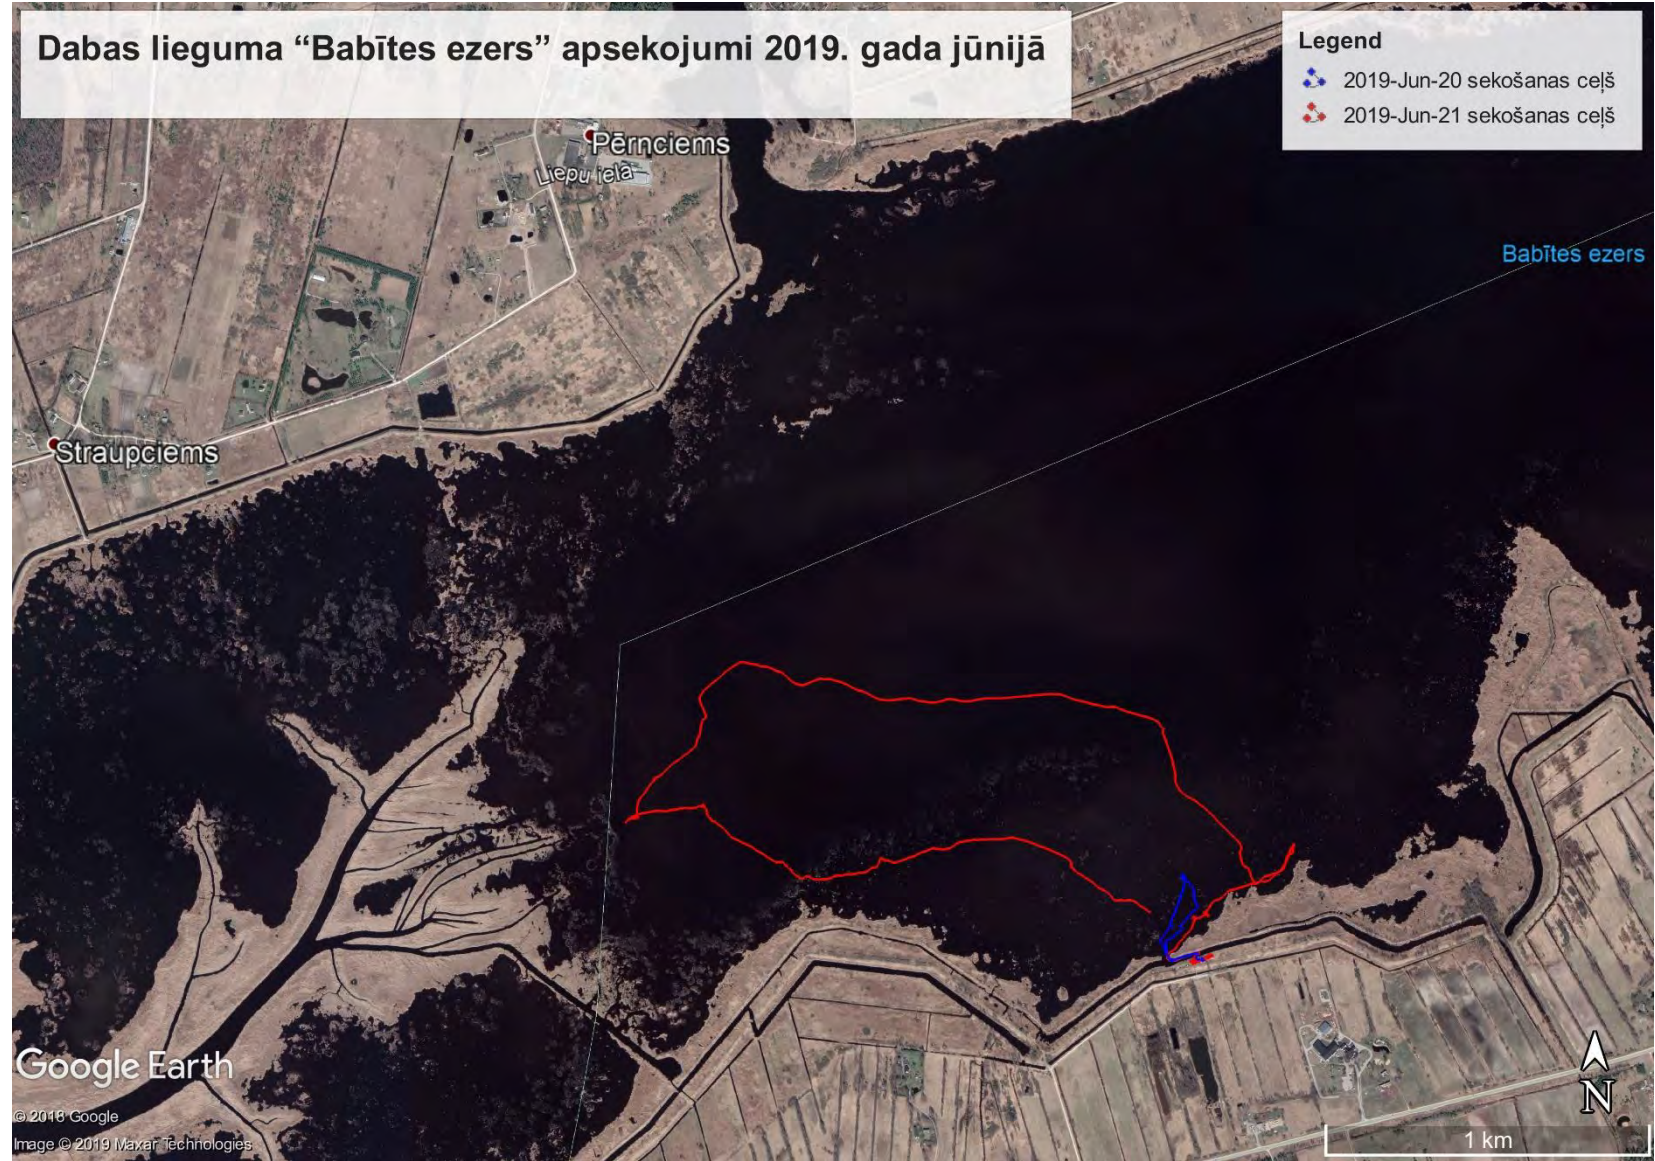 Dabas lieguma “Babītes ezers” apsekojumi 2019. gada jūnijā
Legend
2019-Jun-20 sekošanas ceļš
2019-Jun-21 sekošanas ceļš
Pērnciems
Liepu iela
Babītes ezers
Straupciems
Google Earth
© 2018 Google
Image © 2019 Maxar Technologies
N
1 km